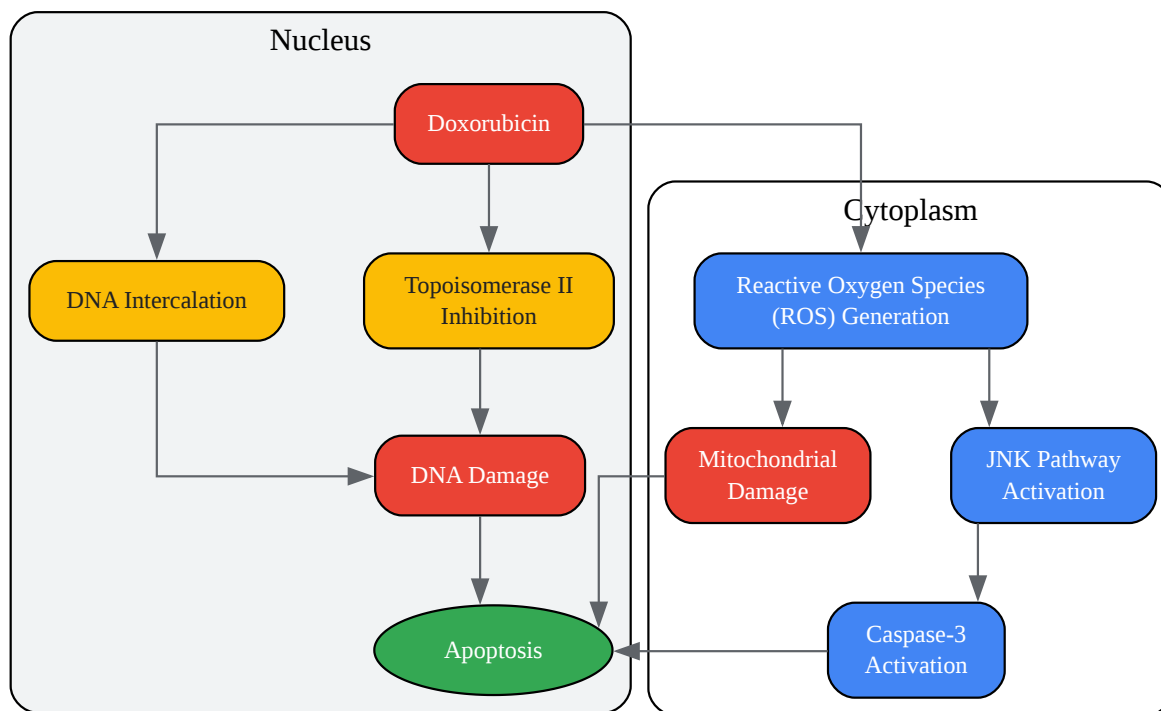 Nucleus
Doxorubicin
Cytoplasm
DNA Intercalation
Topoisomerase II
Inhibition
Reactive Oxygen Species
(ROS) Generation
DNA Damage
Mitochondrial
Damage
JNK Pathway
Activation
Apoptosis
Caspase-3
Activation